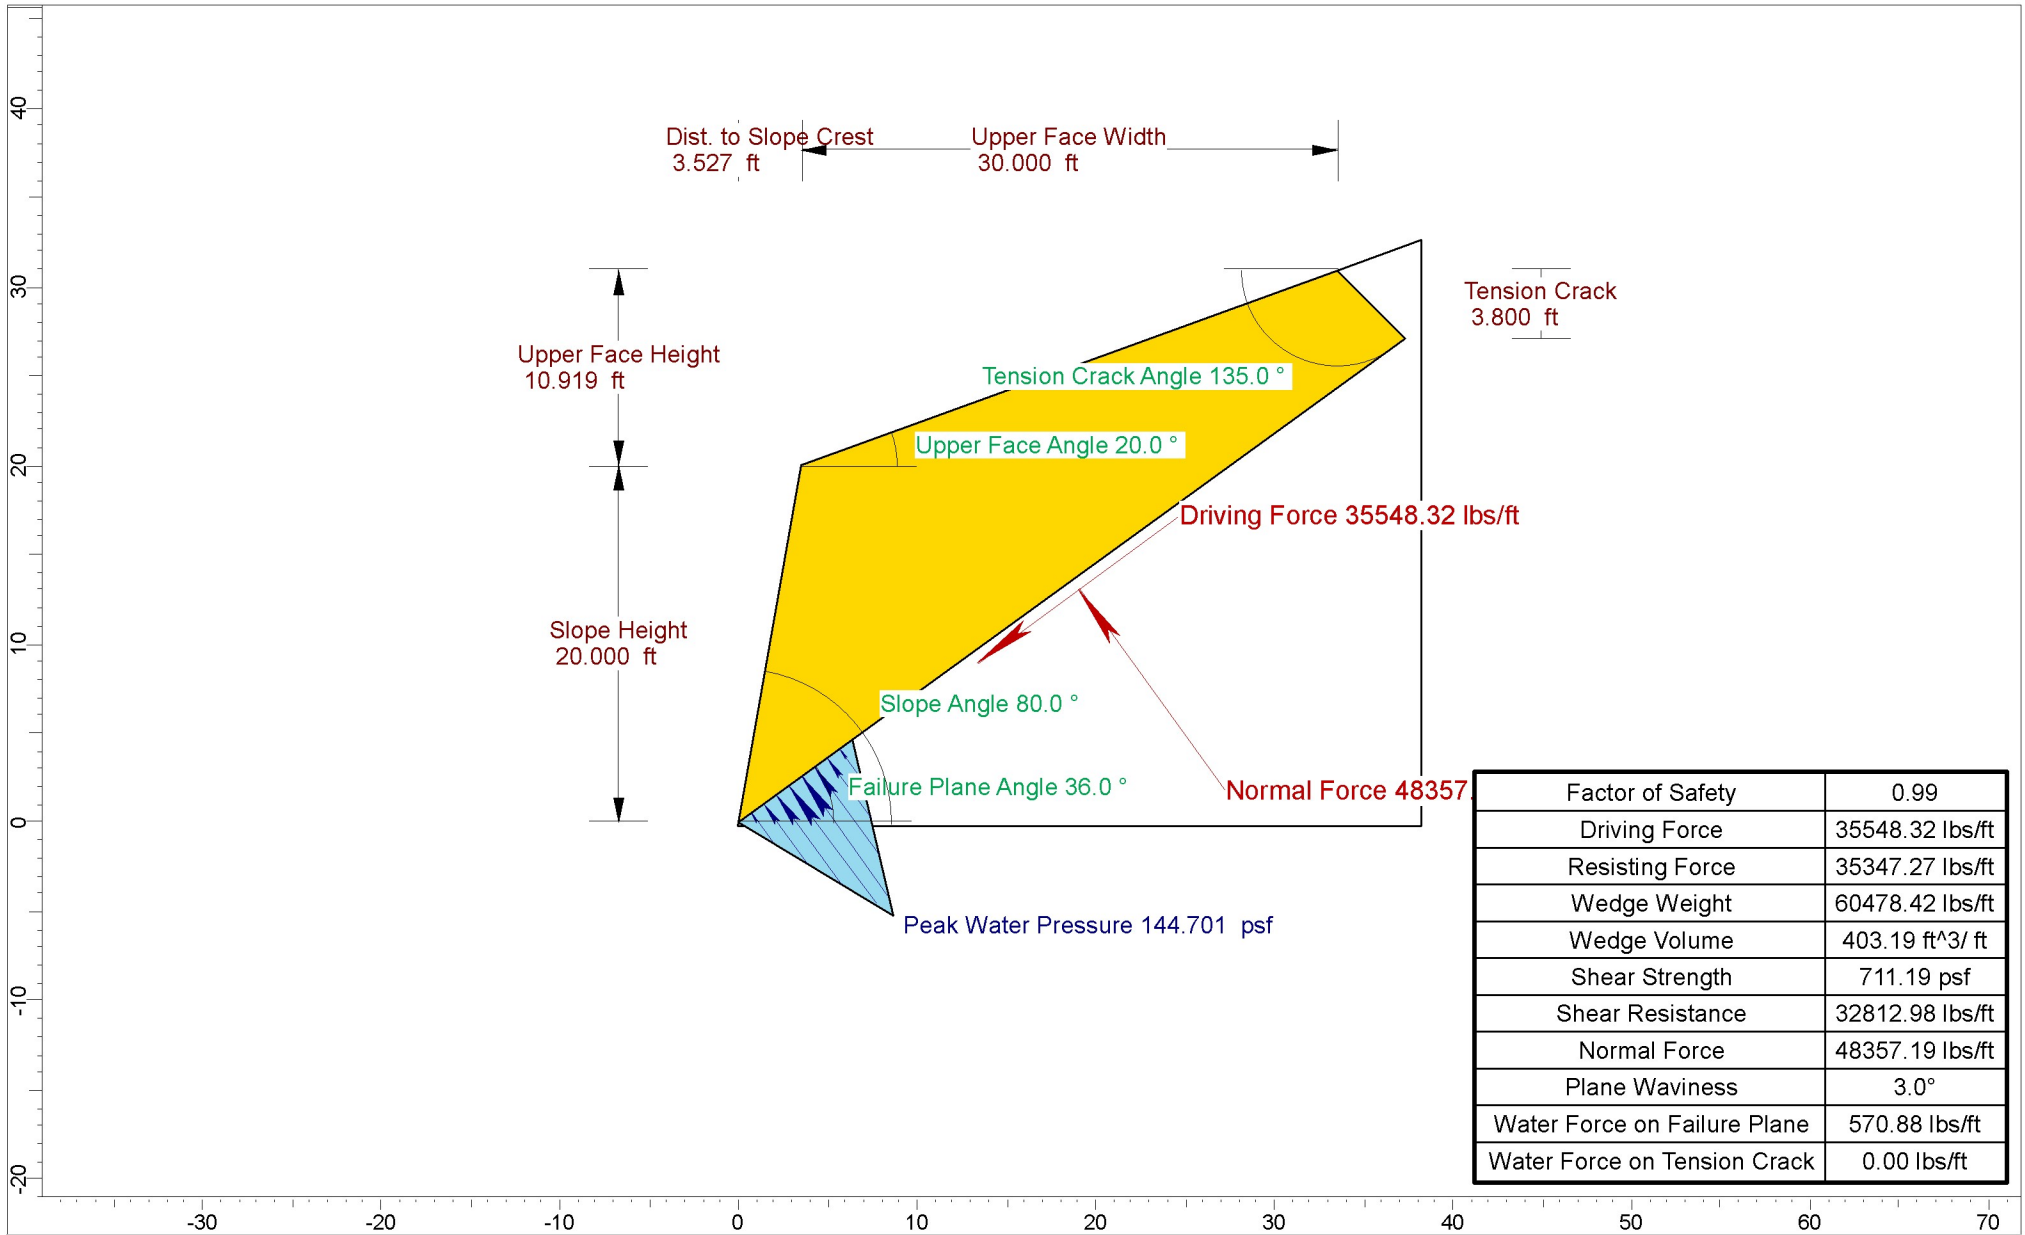 Dist. to Slope Crest
3.527 ft
Upper Face Width
30.000 ft
Tension Crack
3.800 ft
Upper Face Height
10.919 ft
Tension Crack Angle 135.0 °
Upper Face Angle 20.0 °
Driving Force 35548.32 lbs/ft
Slope Height
20.000 ft
Slope Angle 80.0 °
Failure Plane Angle 36.0 °
Normal Force 48357.
Peak Water Pressure 144.701 psf
Factor of Safety 0.99
Driving Force 35548.32 lbs/ft
Resisting Force 35347.27 lbs/ft
Wedge Weight 60478.42 lbs/ft
Wedge Volume 403.19 ft^3/ ft
Shear Strength 711.19 psf
Shear Resistance 32812.98 lbs/ft
Normal Force 48357.19 lbs/ft
Plane Waviness 3.0°
Water Force on Failure Plane 570.88 lbs/ft
Water Force on Tension Crack 0.00 lbs/ft
40
30
20
10
0
-10
-20
-30 -20 -10 0 10 20 30 40 50 60 70